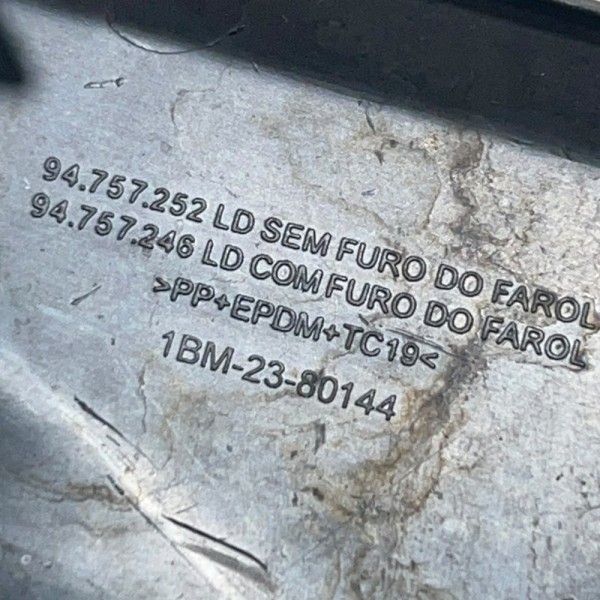 94.757.252 LD SEM FURO DO FAROL
94.757.246 LD COM FURO DO FAROL
>PP+EPDM+TC19<
1BM-23-80144